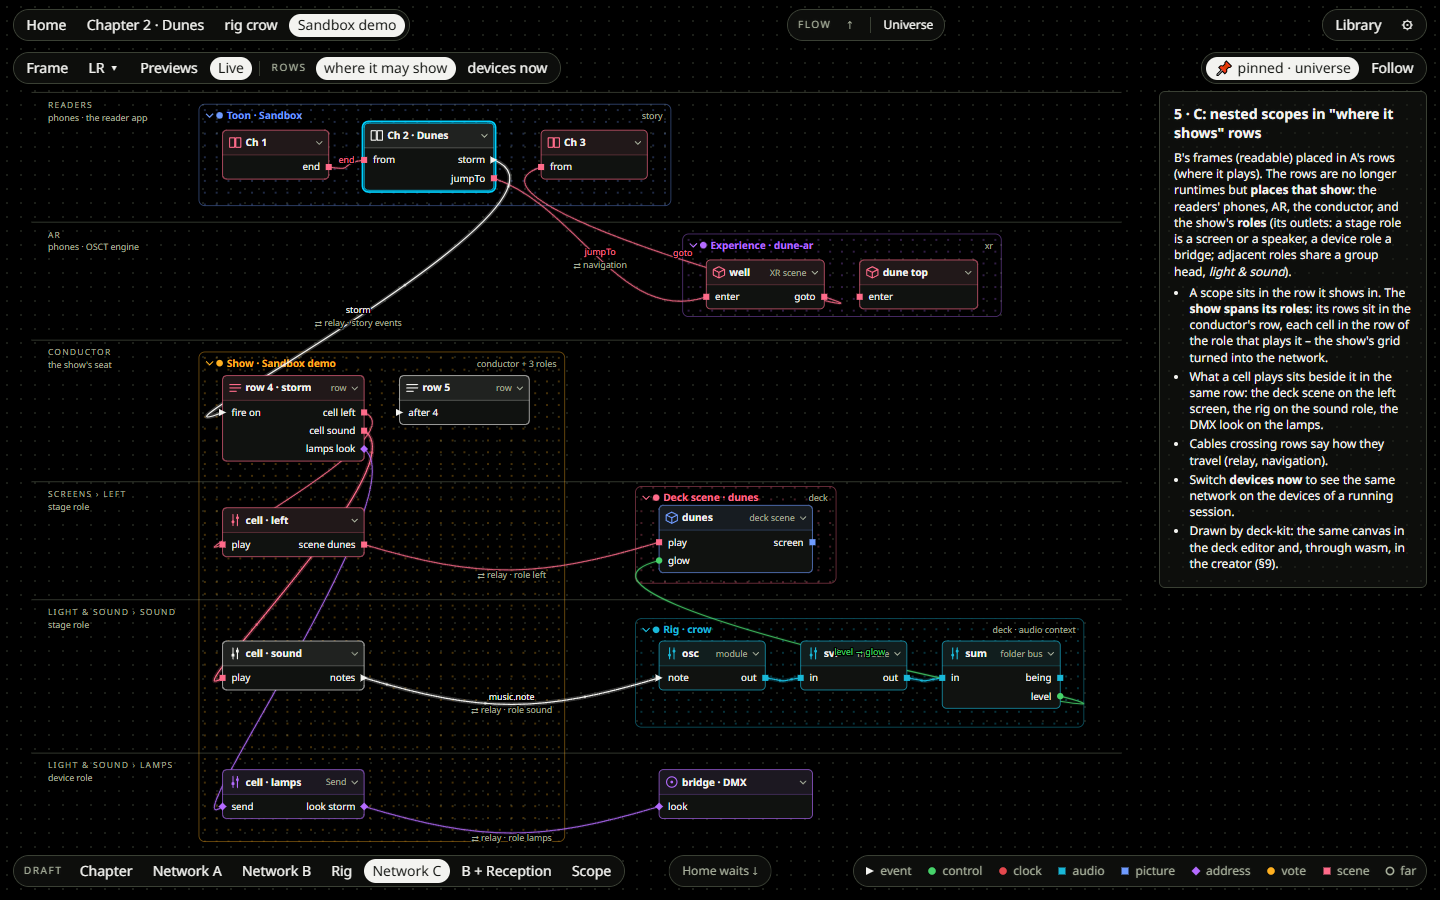 Home Chapter 2 · Dunes rig crow Sandbox demo
FLOW ↑ Universe
Library ⚙
Frame LR ▾ Previews Live ROWS where it may show devices now
📌 pinned · universe Follow
READERS
phones · the reader app
Toon · Sandbox story
Ch 1
end
end
Ch 2 · Dunes
from storm
jumpTo
Ch 3
from
AR
phones · OSCT engine
jumpTo
⇄ navigation
goto
Experience · dune-ar xr
well XR scene
enter goto
dune top
enter
storm
⇄ relay · story events
CONDUCTOR
the show's seat
Show · Sandbox demo conductor + 3 roles
row 4 · storm row
fire on cell left
cell sound
lamps look
row 5 row
after 4
SCREENS › LEFT
stage role
cell · left
play scene dunes
⇄ relay · role left
Deck scene · dunes deck
dunes deck scene
play screen
glow
LIGHT & SOUND › SOUND
stage role
cell · sound
play notes
music.note
⇄ relay · role sound
Rig · crow deck · audio context
osc module
note out
level → glow
in out
sum folder bus
in being
level
LIGHT & SOUND › LAMPS
device role
cell · lamps Send
send look storm
⇄ relay · role lamps
bridge · DMX
look
5 · C: nested scopes in "where it
shows" rows
B's frames (readable) placed in A's rows
(where it plays). The rows are no longer
runtimes but places that show: the
readers' phones, AR, the conductor, and
the show's roles (its outlets: a stage role
is a screen or a speaker, a device role a
bridge; adjacent roles share a group
head, light & sound).
• A scope sits in the row it shows in. The
show spans its roles: its rows sit in the
conductor's row, each cell in the row of
the role that plays it – the show's grid
turned into the network.
• What a cell plays sits beside it in the
same row: the deck scene on the left
screen, the rig on the sound role, the
DMX look on the lamps.
• Cables crossing rows say how they
travel (relay, navigation).
• Switch devices now to see the same
network on the devices of a running
session.
• Drawn by deck-kit: the same canvas in
the deck editor and, through wasm, in
the creator (§9).
DRAFT Chapter Network A Network B Rig Network C B + Reception Scope
Home waits ↓
event control clock audio picture address vote scene far